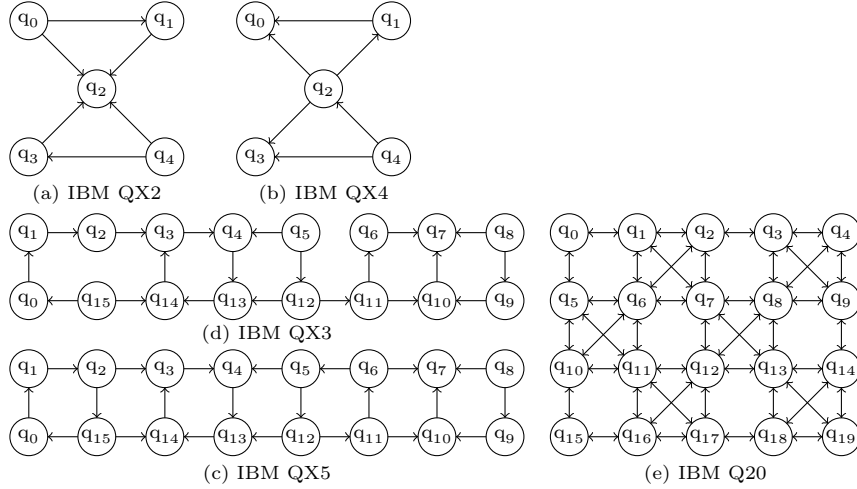 q0 q1 q0 q1
q2 q2
q3 q4 q3 q4
(a) IBM QX2 (b) IBM QX4
q1 q2 q3 q4 q5 q6 q7 q8
q0 q15 q14 q13 q12 q11 q10 q9
(d) IBM QX3
q1 q2 q3 q4 q5 q6 q7 q8
q0 q15 q14 q13 q12 q11 q10 q9
(c) IBM QX5
q0 q1 q2 q3 q4
q5 q6 q7 q8 q9
q10 q11 q12 q13 q14
q15 q16 q17 q18 q19
(e) IBM Q20